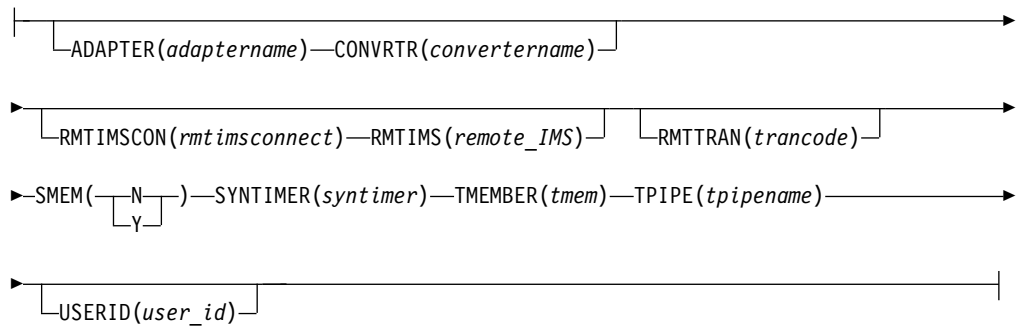 ADAPTER(adaptername) CONVRTR(convertername)
RMTIMSCON(rmtimsconnect) RMTIMS(remote_IMS) RMTTRAN(trancode)
SMEM( N ) SYNTIMER(syntimer) TMEMBER(tmem) TPIPE(tpipename)
Y
USERID(user_id)